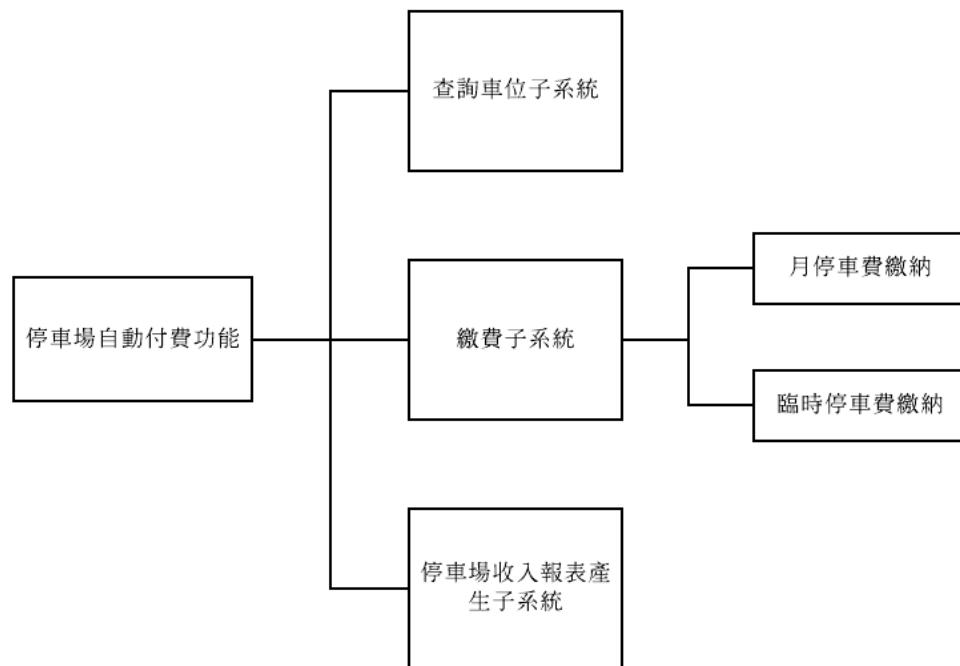 查詢車位子系統
月停車費繳納
停車場自動付費功能
繳費子系統
臨時停車費繳納
停車場收入報表產
生子系統